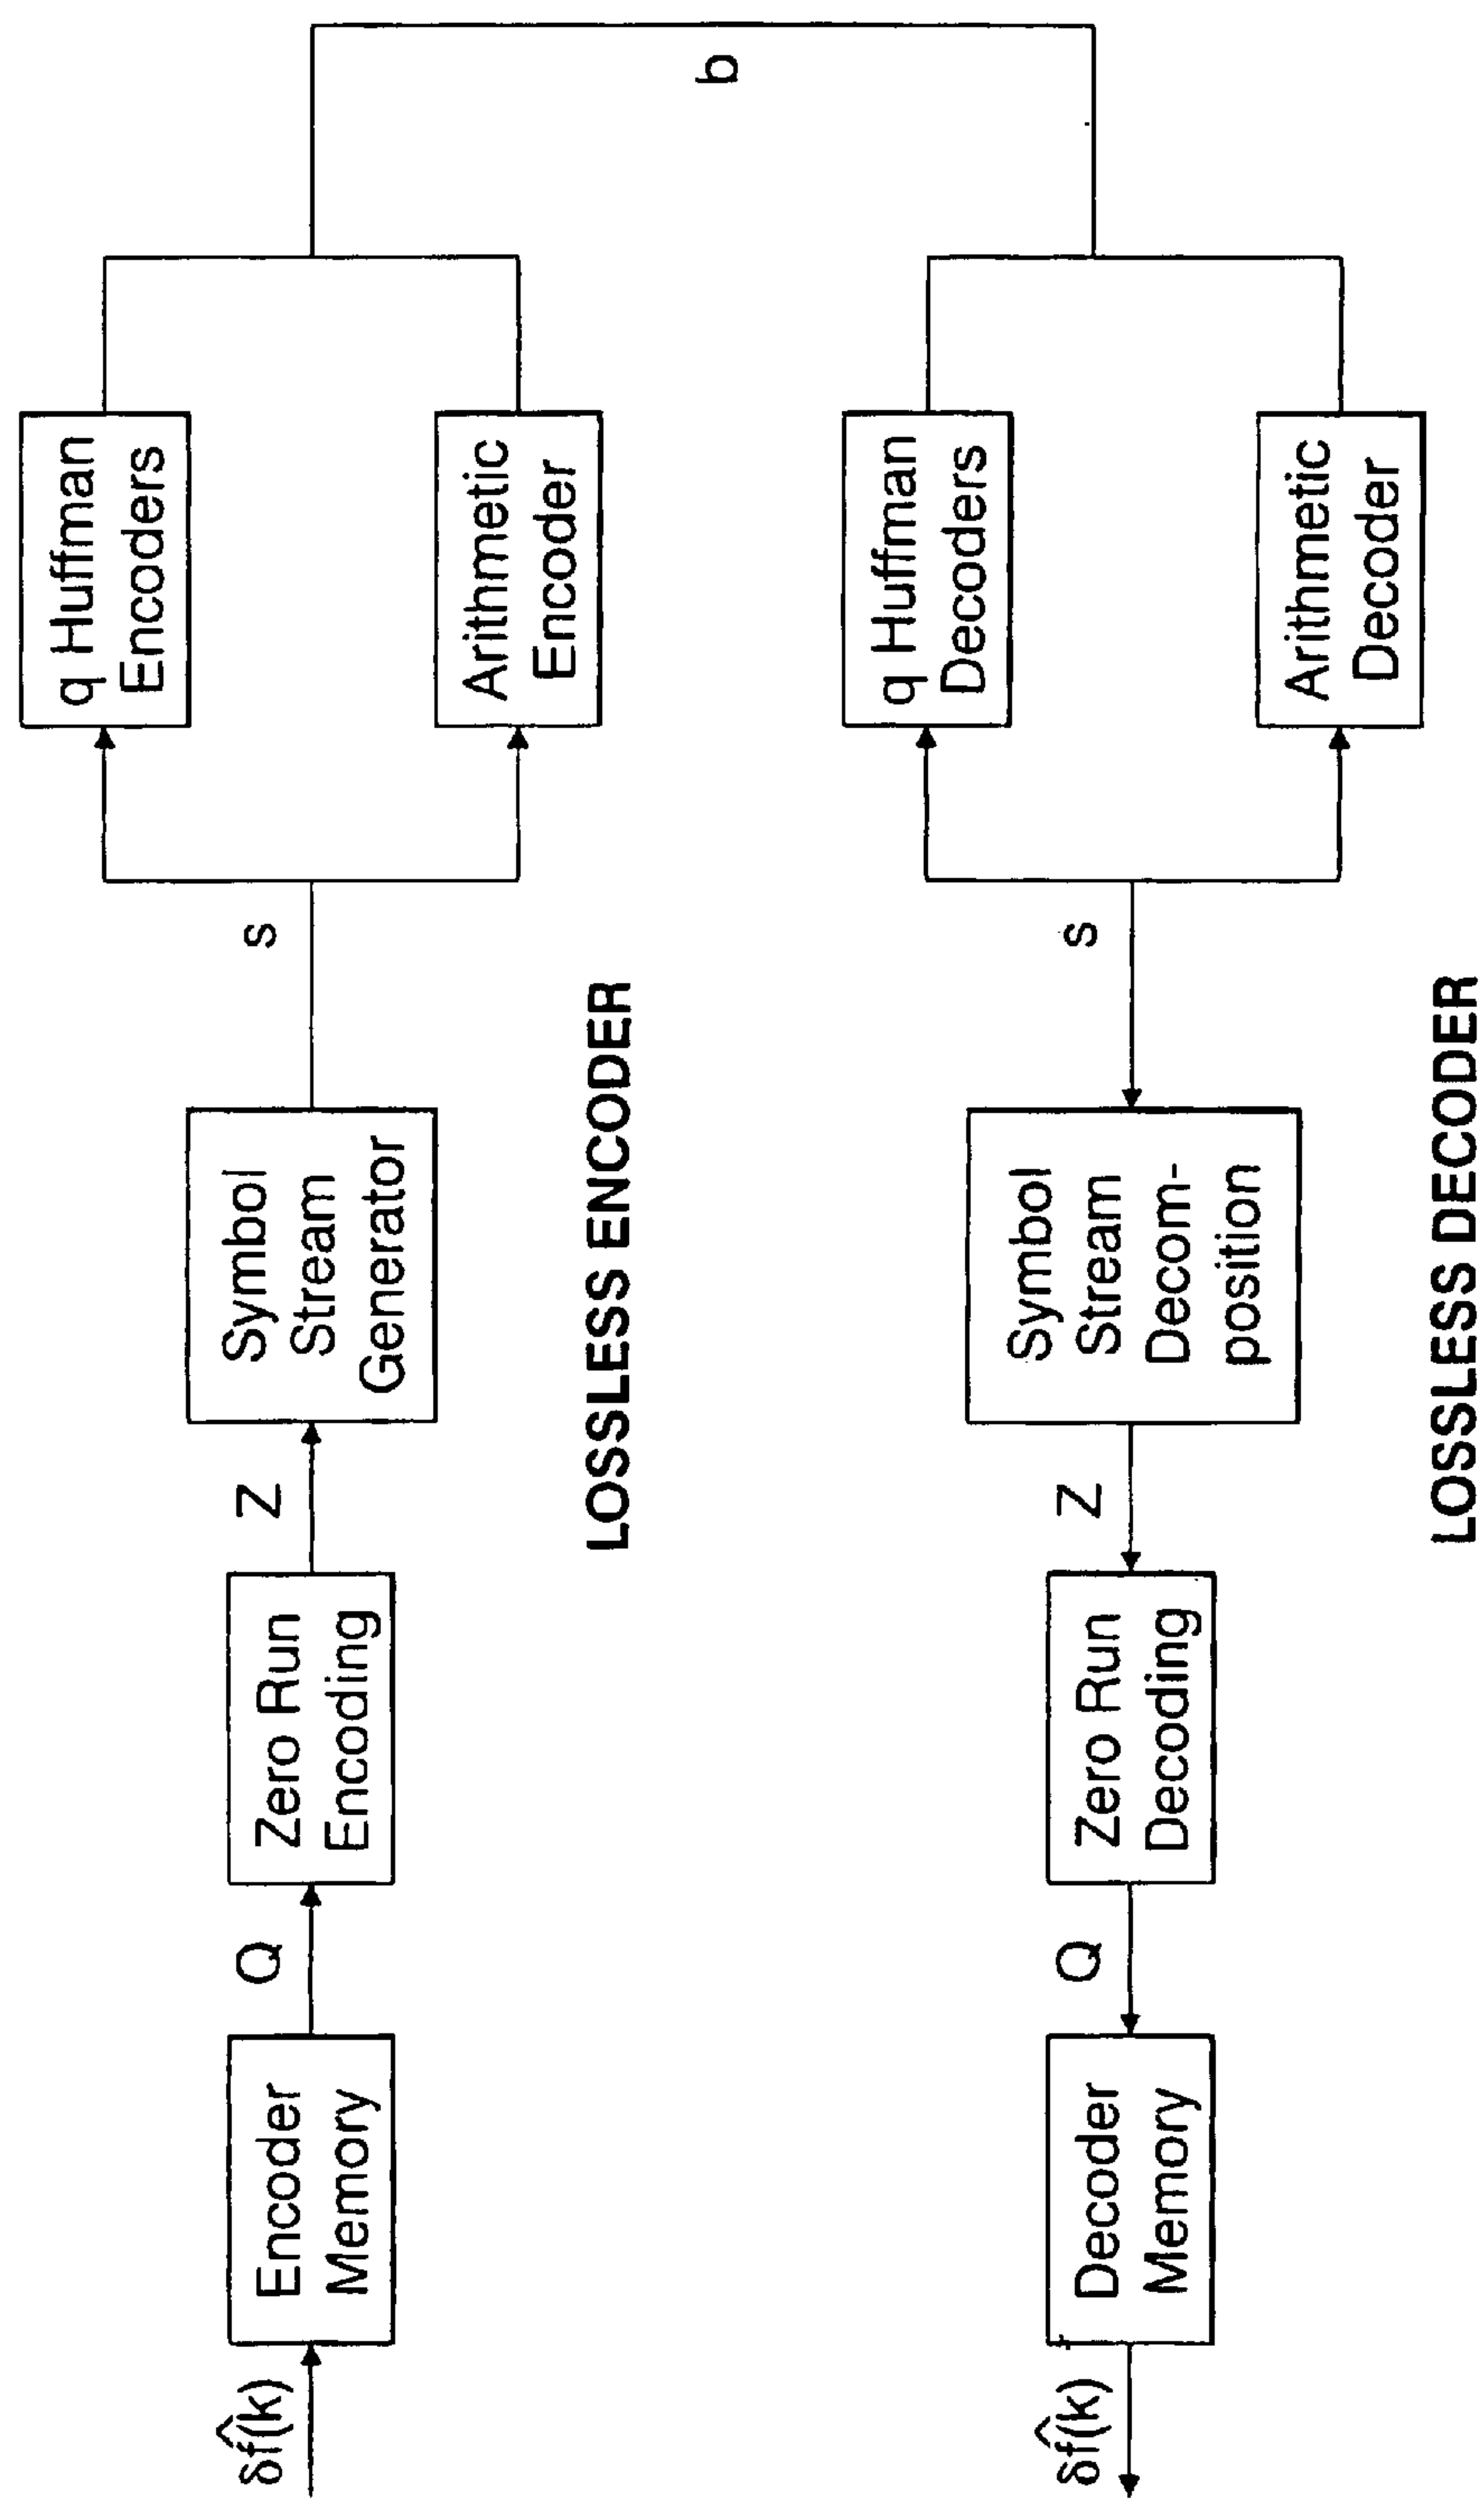 δf̂(k)
Encoder
Memory
Q
Zero Run
Encoding
Z
Symbol
Stream
Generator
s
q Huffman
Encoders
Arithmetic
Encoder
LOSSLESS ENCODER
b
δf̂(k)
Decoder
Memory
Q
Zero Run
Decoding
Z
Symbol
Stream
Decom-
position
s
q Huffman
Decoders
Arithmetic
Decoder
LOSSLESS DECODER